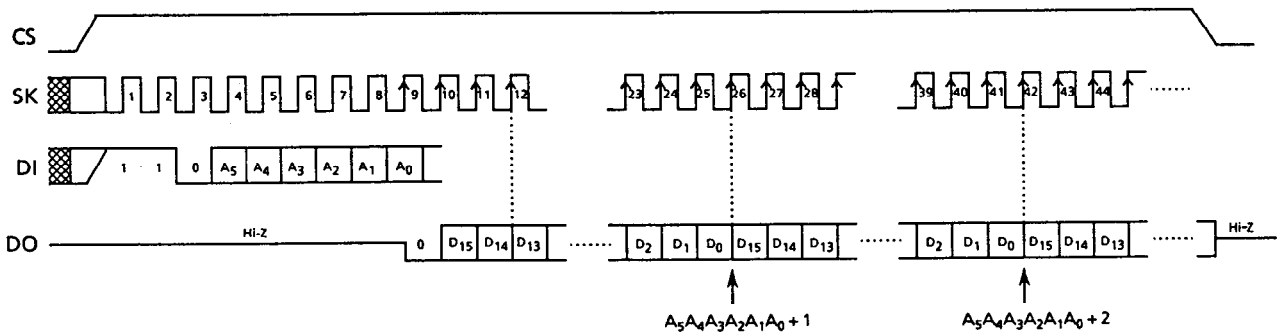 CS
SK 1 2 3 4 5 6 7 8 9 10 11 12 23 24 25 26 27 28 39 40 41 42 43 44
DI 1 1 0 A₅ A₄ A₃ A₂ A₁ A₀
DO Hi-Z 0 D₁₅ D₁₄ D₁₃ D₂ D₁ D₀ D₁₅ D₁₄ D₁₃ D₂ D₁ D₀ D₁₅ D₁₄ D₁₃ Hi-Z
A₅A₄A₃A₂A₁A₀ + 1 A₅A₄A₃A₂A₁A₀ + 2